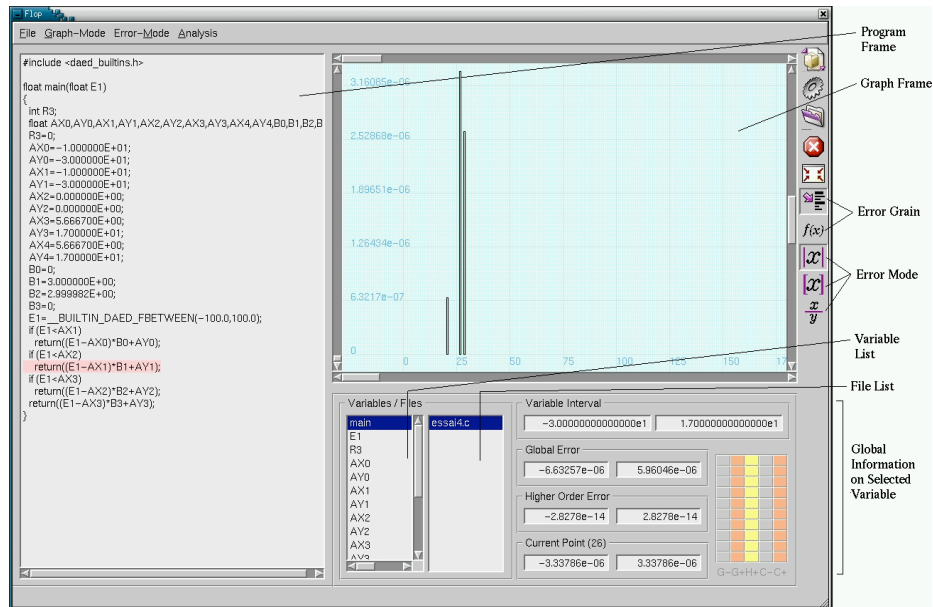 Flop
File Graph-Mode Error-Mode Analysis
#include <daed_builtins.h>
float main(float E1)
{
int R3;
float AX0,AY0,AX1,AY1,AX2,AY2,AX3,AY3,AX4,AY4,B0,B1,B2,B
R3=0;
AX0=-1.000000E+01;
AY0=-3.000000E+01;
AX1=-1.000000E+01;
AY1=-3.000000E+01;
AX2=0.000000E+00;
AY2=0.000000E+00;
AX3=5.666700E+00;
AY3=1.700000E+01;
AX4=5.666700E+00;
AY4=1.700000E+01;
B0=0;
B1=3.000000E+00;
B2=2.999982E+00;
B3=0;
E1=__BUILTIN_DAED_FBETWEEN(-100.0,100.0);
if (E1<AX1)
return((E1-AX0)*B0+AY0);
if (E1<AX2)
return((E1-AX1)*B1+AY1);
if (E1<AX3)
return((E1-AX2)*B2+AY2);
return((E1-AX3)*B3+AY3);
}
3.16085e-06
2.52868e-06
1.89651e-06
1.26434e-06
6.3217e-07
0
0 25 50 75 100 125 150 17
f(x)
|x|
[x]
x
y
Program
Frame
Graph Frame
Error Grain
Error Mode
Variable
List
File List
Global
Information
on Selected
Variable
Variables / Files
main
E1
R3
AX0
AY0
AX1
AY1
AX2
AY2
AX3
AY3
essai4.c
Variable Interval
-3.00000000000000e1 1.70000000000000e1
Global Error
-6.63257e-06 5.96046e-06
Higher Order Error
-2.8278e-14 2.8278e-14
Current Point (26)
-3.33786e-06 3.33786e-06
G-G+H+C-C+